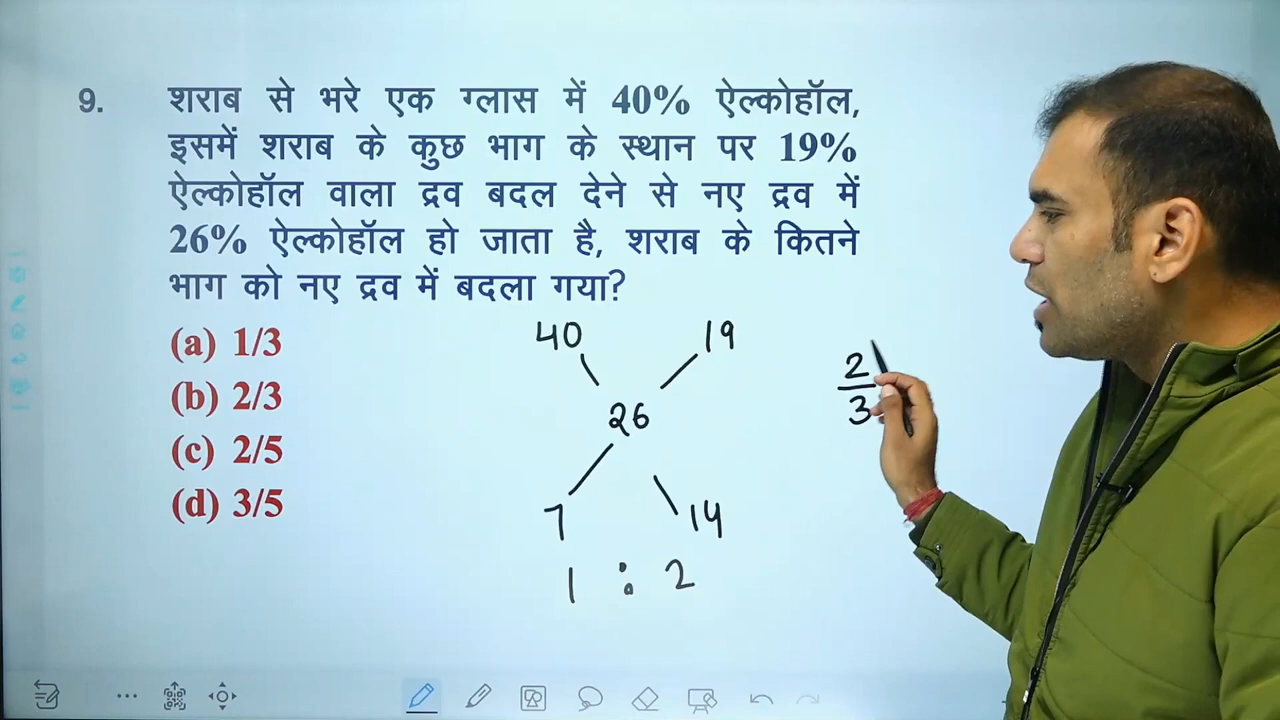 9. शराब से भरे एक ग्लास में 40% ऐल्कोहॉल,
इसमें शराब के कुछ भाग के स्थान पर 19%
ऐल्कोहॉल वाला द्रव बदल देने से नए द्रव में
26% ऐल्कोहॉल हो जाता है, शराब के कितने
भाग को नए द्रव में बदला गया?
(a) 1/3
(b) 2/3
(c) 2/5
(d) 3/5
40 19
26
7 14
1 : 2
2
3